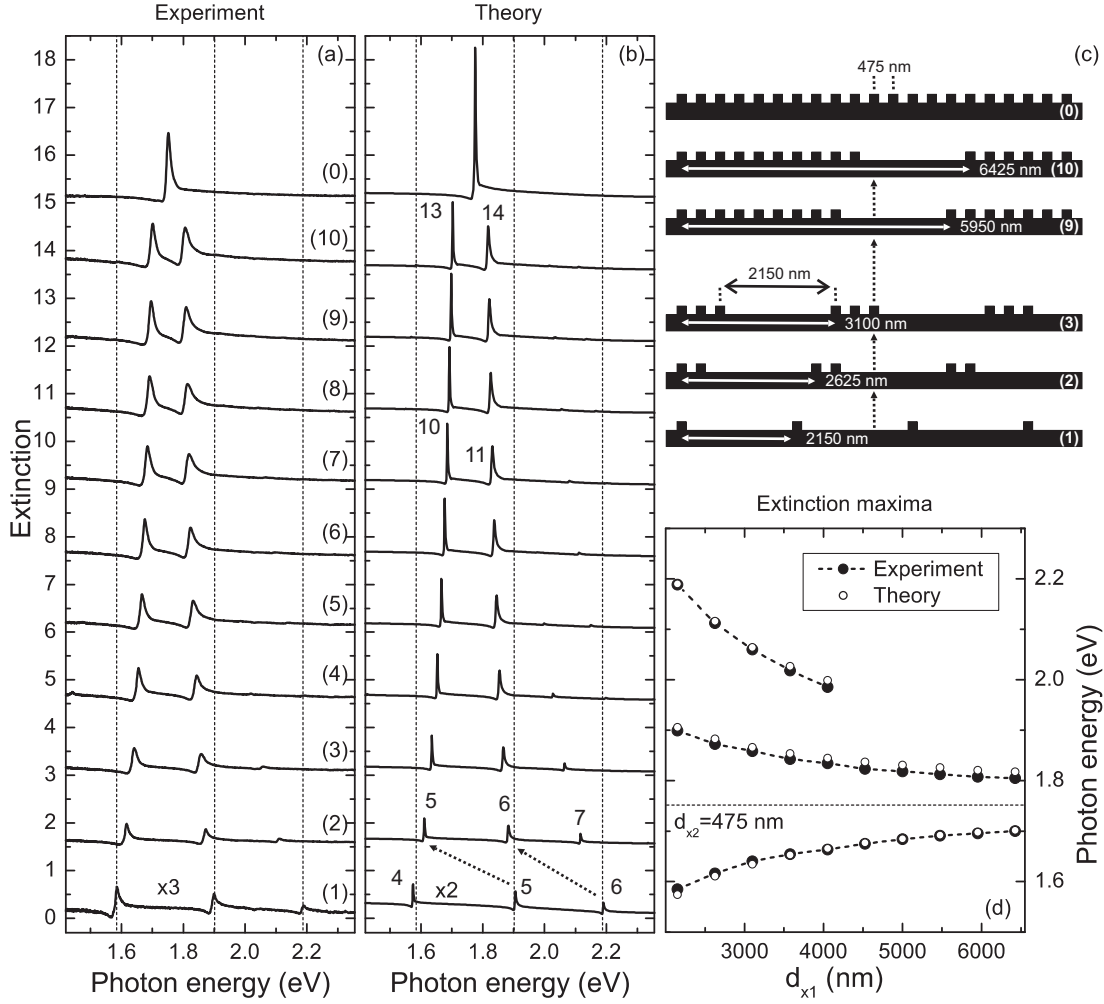 Experiment
Theory
(a)
(b)
(c)
Extinction
18
17
16
15
14
13
12
11
10
9
8
7
6
5
4
3
2
1
0
(0)
(10)
(9)
(8)
(7)
(6)
(5)
(4)
(3)
(2)
(1)
x3
1.6
1.8
2.0
2.2
Photon energy (eV)
13
14
10
11
5
6
7
4
x2
5
6
1.6
1.8
2.0
2.2
Photon energy (eV)
475 nm
(0)
6425 nm
(10)
5950 nm
(9)
2150 nm
3100 nm
(3)
2625 nm
(2)
2150 nm
(1)
Extinction maxima
Experiment
Theory
d_x2=475 nm
(d)
2.2
2.0
1.8
1.6
Photon energy (eV)
3000
4000
5000
6000
d_x1 (nm)